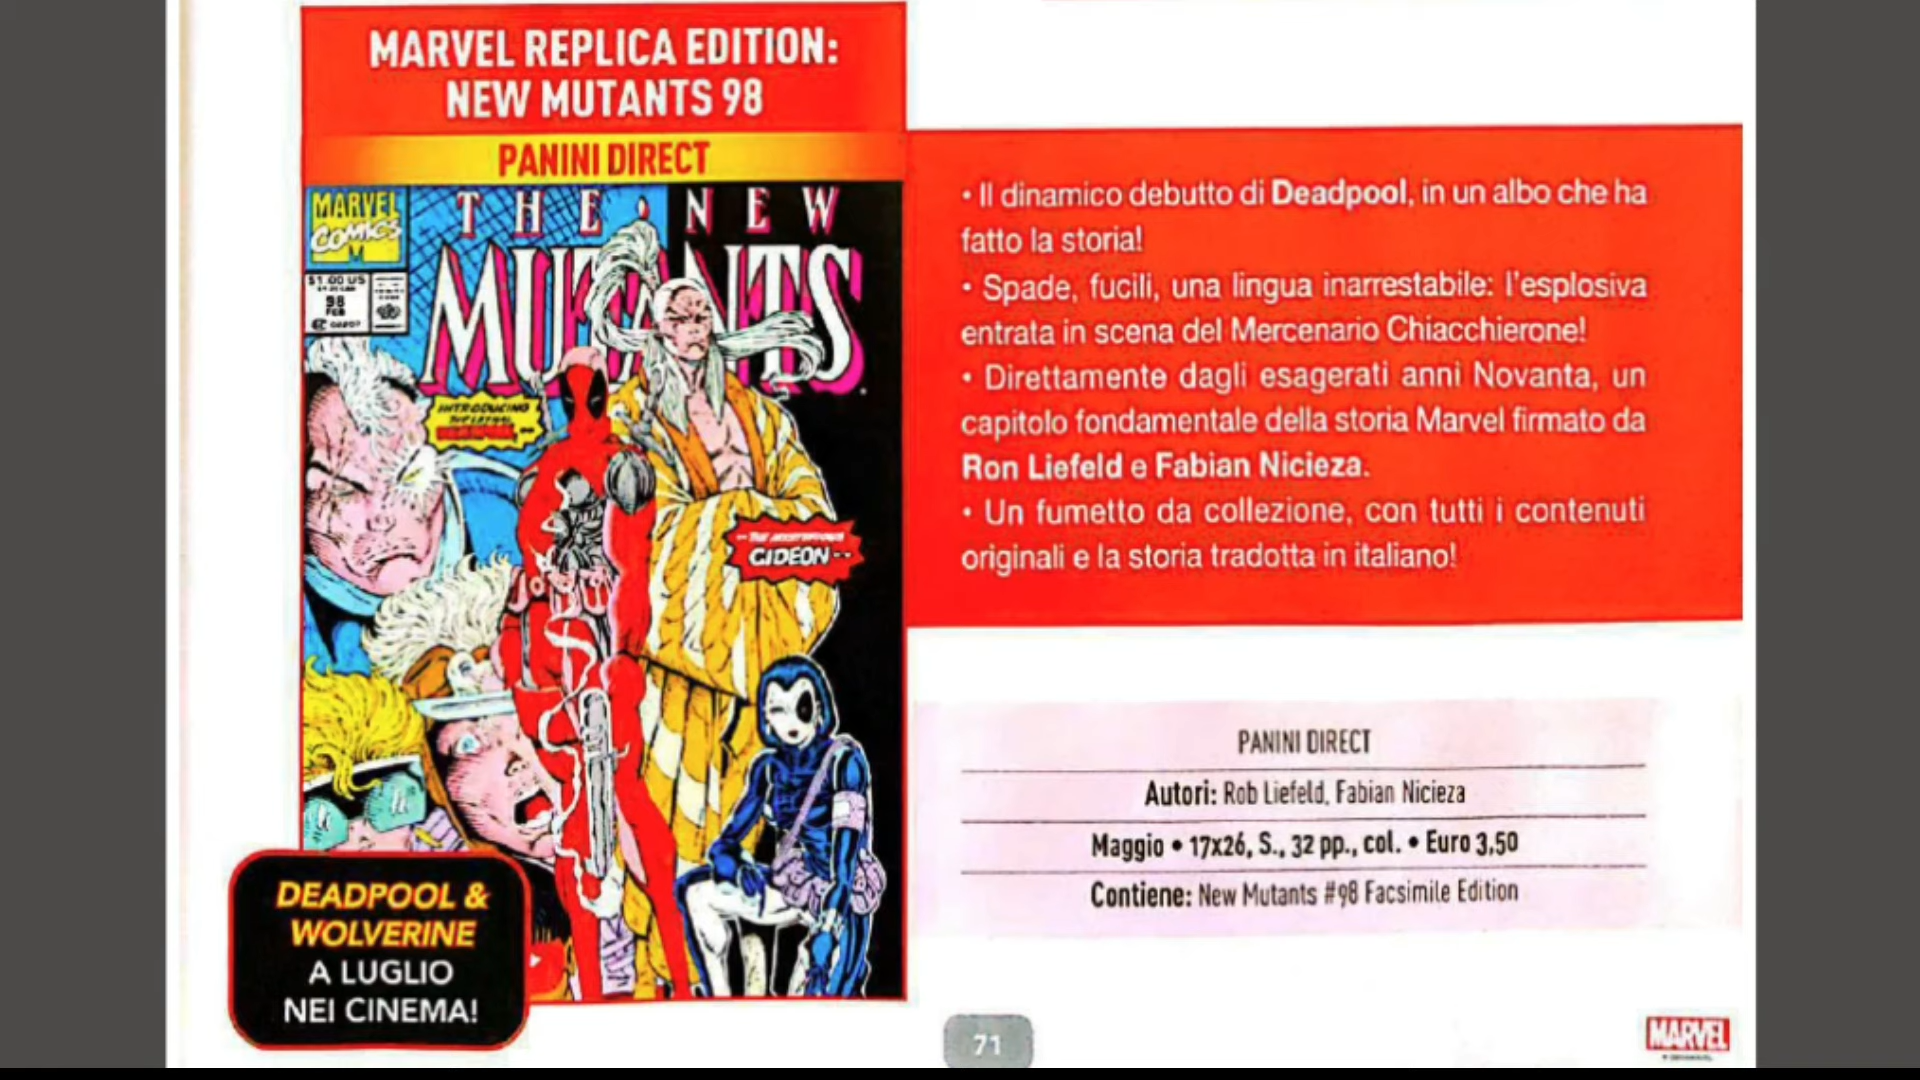 MARVEL REPLICA EDITION:
NEW MUTANTS 98
PANINI DIRECT
MARVEL
COMICS
THE NEW
MUTANTS
$1.00 US
98
FEB
INTRODUCING
GIDEON--
• Il dinamico debutto di Deadpool, in un albo che ha
fatto la storia!
• Spade, fucili, una lingua inarrestabile: l'esplosiva
entrata in scena del Mercenario Chiacchierone!
• Direttamente dagli esagerati anni Novanta, un
capitolo fondamentale della storia Marvel firmato da
Ron Liefeld e Fabian Nicieza.
• Un fumetto da collezione, con tutti i contenuti
originali e la storia tradotta in italiano!
PANINI DIRECT
Autori: Rob Liefeld, Fabian Nicieza
Maggio • 17x26, S., 32 pp., col. • Euro 3,50
Contiene: New Mutants #98 Facsimile Edition
DEADPOOL &
WOLVERINE
A LUGLIO
NEI CINEMA!
71
MARVEL